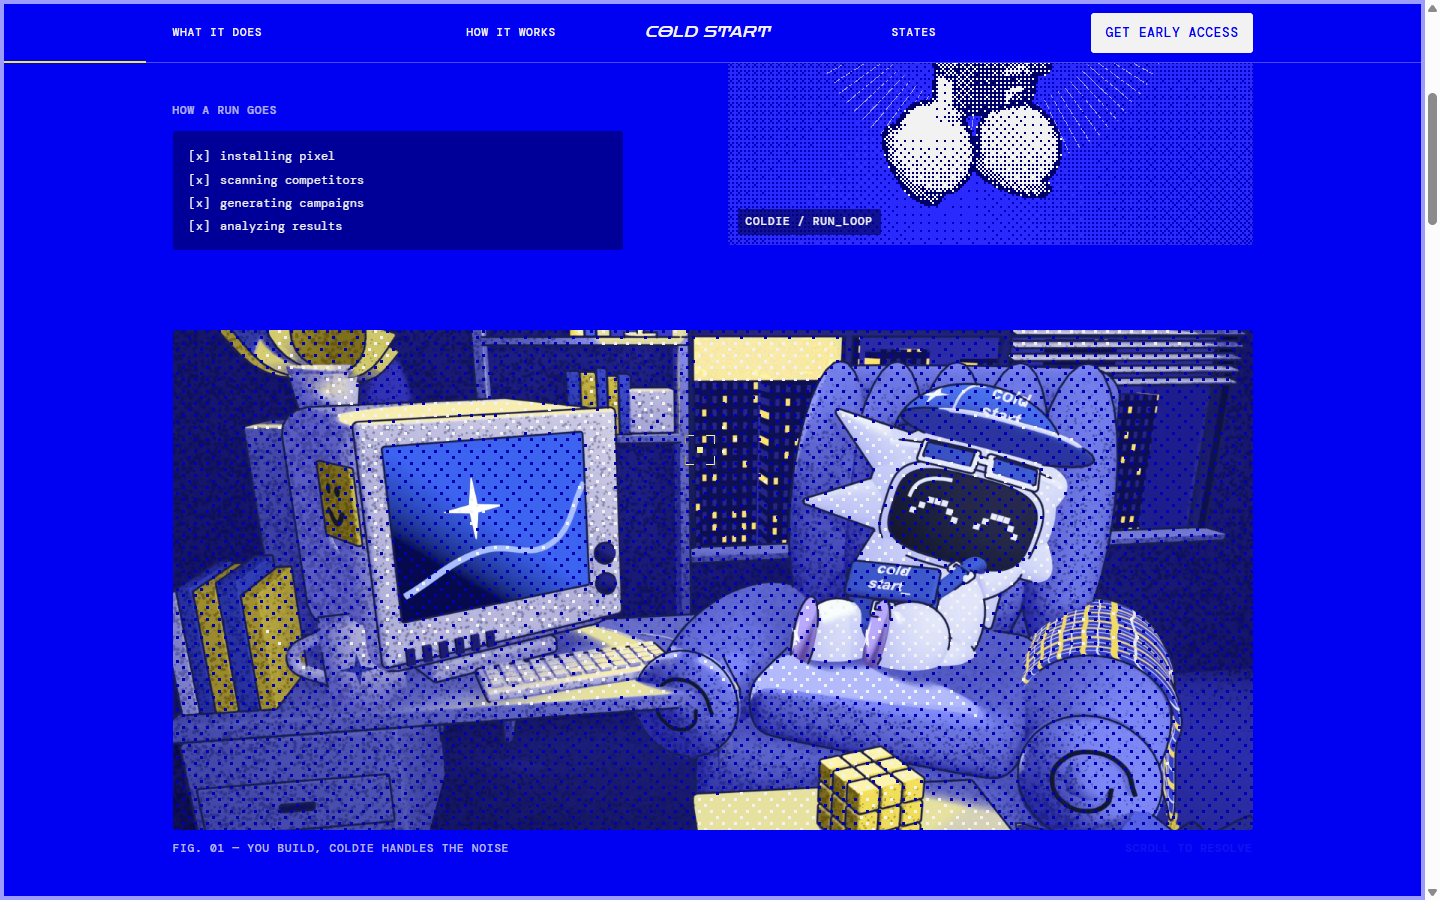 WHAT IT DOES
HOW IT WORKS
COLD START
STATES
GET EARLY ACCESS
HOW A RUN GOES
[x] installing pixel
[x] scanning competitors
[x] generating campaigns
[x] analyzing results
COLDIE / RUN_LOOP
cold
start_
cold
start_
FIG. 01 — YOU BUILD, COLDIE HANDLES THE NOISE
SCROLL TO RESOLVE